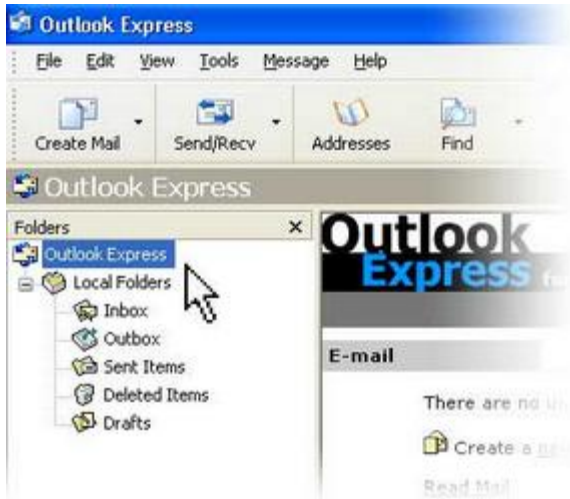 Outlook Express
File Edit View Tools Message Help
Create Mail Send/Recv Addresses Find
Outlook Express
Folders x
Outlook Express
Local Folders
Inbox
Outbox
Sent Items
Deleted Items
Drafts
Outlook
Express
E-mail
There are no
Create a
Read Mail